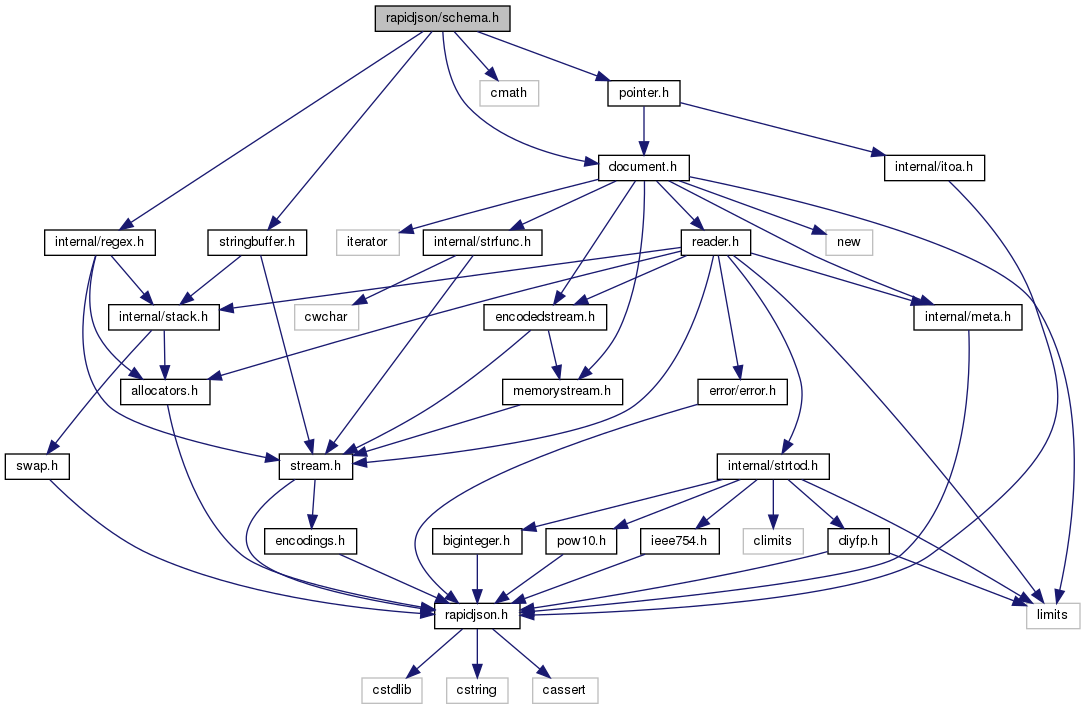 rapidjson/schema.h
cmath
pointer.h
document.h
internal/itoa.h
internal/regex.h
stringbuffer.h
iterator
internal/strfunc.h
reader.h
new
internal/stack.h
cwchar
encodedstream.h
internal/meta.h
allocators.h
memorystream.h
error/error.h
swap.h
stream.h
internal/strtod.h
encodings.h
biginteger.h
pow10.h
ieee754.h
climits
diyfp.h
rapidjson.h
limits
cstdlib
cstring
cassert